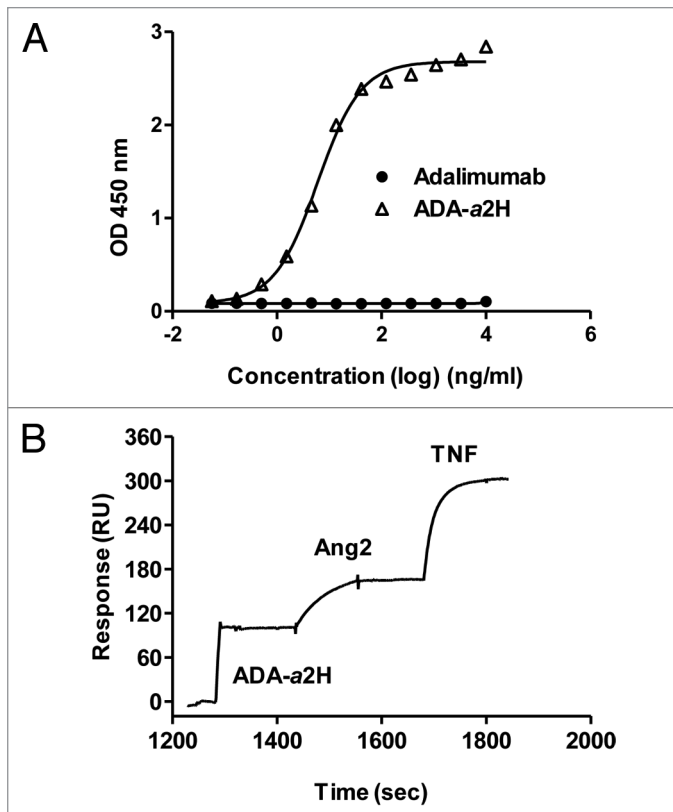 A
3
2
1
0
OD 450 nm
Adalimumab
ADA-a2H
-2 0 2 4 6
Concentration (log) (ng/ml)
B
360
300
240
180
120
60
0
Response (RU)
TNF
Ang2
ADA-a2H
1200 1400 1600 1800 2000
Time (sec)